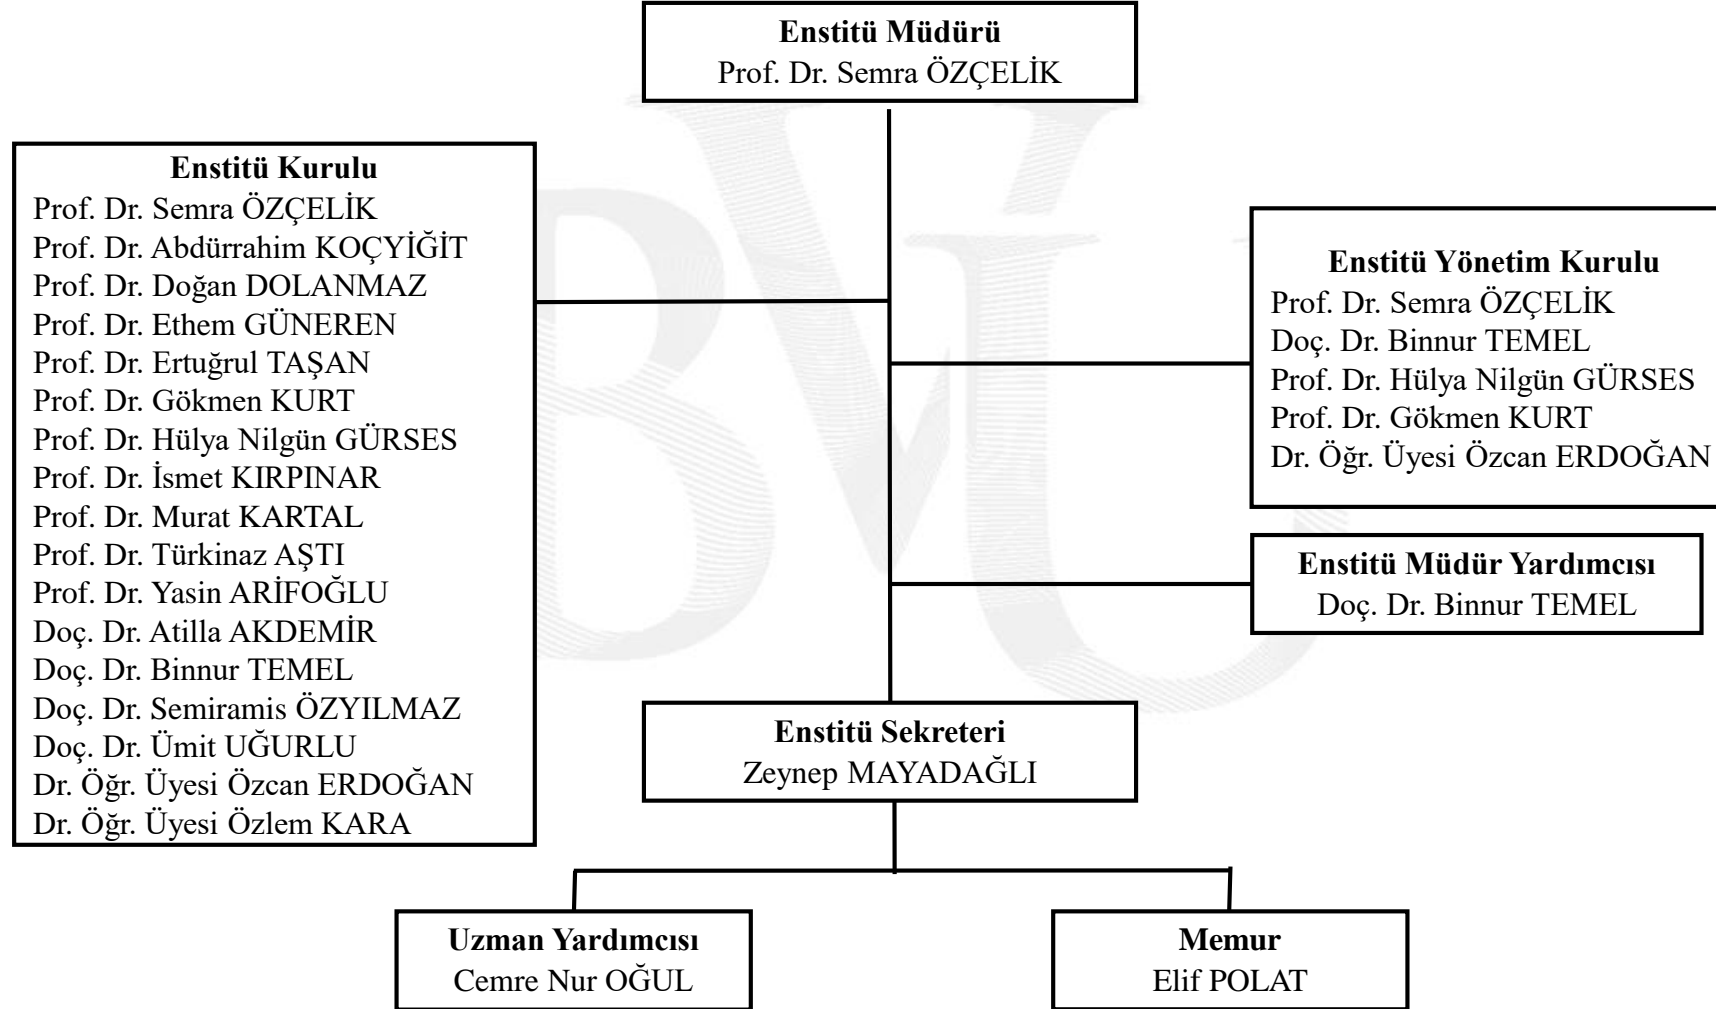 Enstitü Müdürü
Prof. Dr. Semra ÖZÇELİK
Enstitü Kurulu
Prof. Dr. Semra ÖZÇELİK
Prof. Dr. Abdürrahim KOÇYİĞİT
Prof. Dr. Doğan DOLANMAZ
Prof. Dr. Ethem GÜNEREN
Prof. Dr. Ertuğrul TAŞAN
Prof. Dr. Gökmen KURT
Prof. Dr. Hülya Nilgün GÜRSES
Prof. Dr. İsmet KIRPINAR
Prof. Dr. Murat KARTAL
Prof. Dr. Türkinaz AŞTI
Prof. Dr. Yasin ARİFOĞLU
Doç. Dr. Atilla AKDEMİR
Doç. Dr. Binnur TEMEL
Doç. Dr. Semiramis ÖZYILMAZ
Doç. Dr. Ümit UĞURLU
Dr. Öğr. Üyesi Özcan ERDOĞAN
Dr. Öğr. Üyesi Özlem KARA
Enstitü Yönetim Kurulu
Prof. Dr. Semra ÖZÇELİK
Doç. Dr. Binnur TEMEL
Prof. Dr. Hülya Nilgün GÜRSES
Prof. Dr. Gökmen KURT
Dr. Öğr. Üyesi Özcan ERDOĞAN
Enstitü Müdür Yardımcısı
Doç. Dr. Binnur TEMEL
Enstitü Sekreteri
Zeynep MAYADAĞLI
Uzman Yardımcısı
Cemre Nur OĞUL
Memur
Elif POLAT
BVU